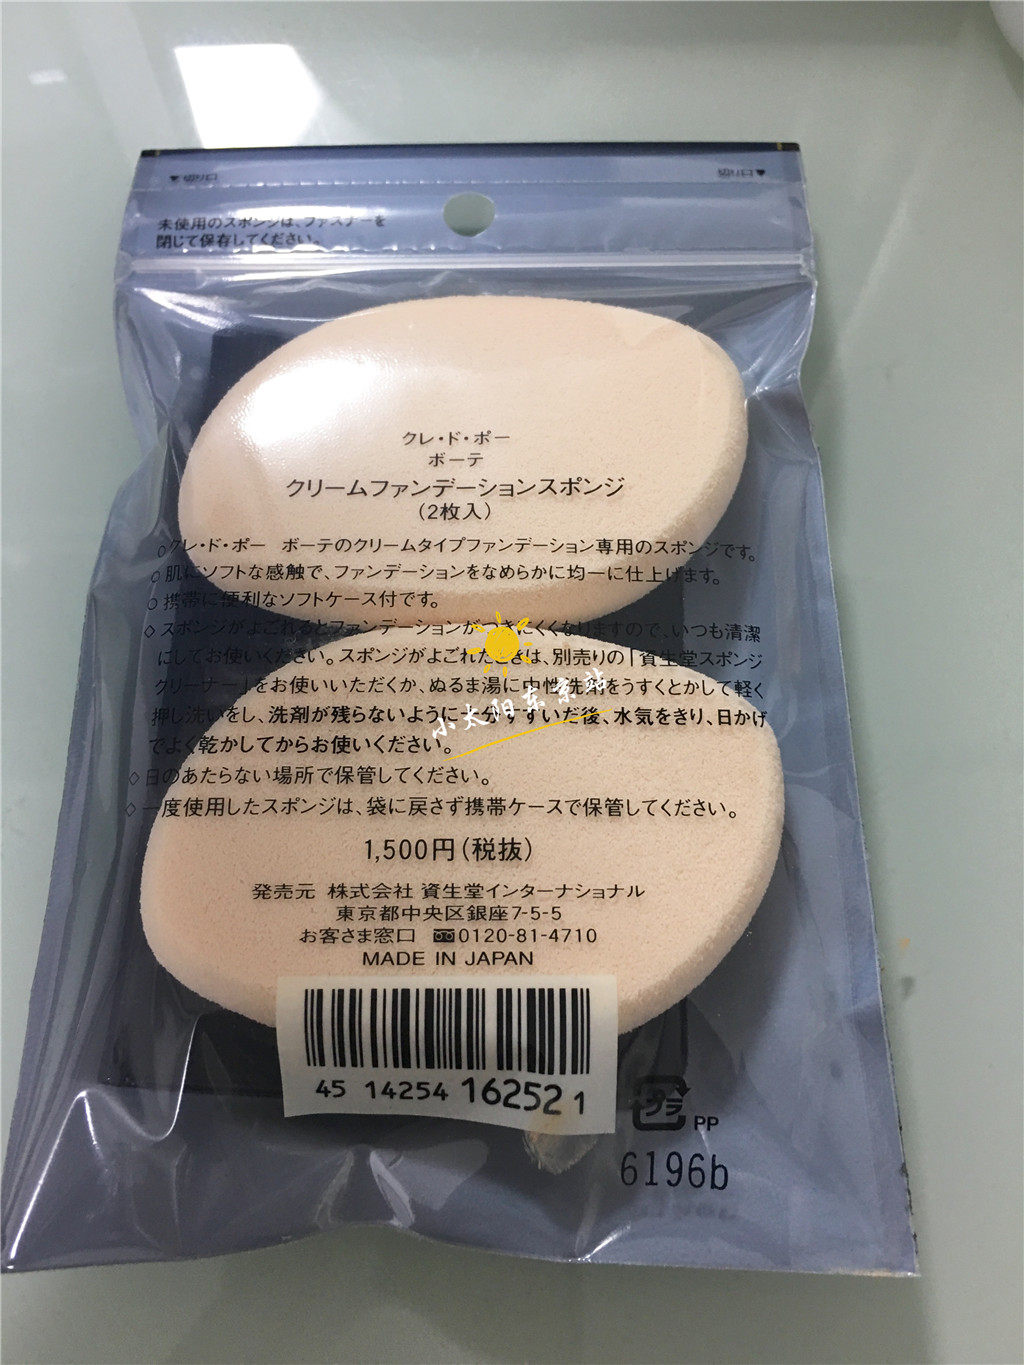 ▼切り口
切り口▼
未使用のスポンジは、ファスナーを
閉じて保存してください。
クレ・ド・ポー
ボーテ
クリームファンデーションスポンジ
(2枚入)
○クレ・ド・ポー　ボーテのクリームタイプファンデーション専用のスポンジです。
○肌にソフトな感触で、ファンデーションをなめらかに均一に仕上げます。
○携帯に便利なソフトケース付です。
◇スポンジがよごれるとファンデーションがつきにくくなりますので、いつも清潔
にしてお使いください。スポンジがよごれたときは、別売りの「資生堂スポンジ
クリーナー」をお使いいただくか、ぬるま湯に中性洗剤をうすくとかして軽く
押し洗いをし、洗剤が残らないように十分すすいだ後、水気をきり、日かげ
でよく乾かしてからお使いください。
小太阳东京站
◇日のあたらない場所で保管してください。
◇一度使用したスポンジは、袋に戻さず携帯ケースで保管してください。
1,500円(税抜)
発売元 株式会社 資生堂インターナショナル
東京都中央区銀座7-5-5
お客さま窓口 0120-81-4710
MADE IN JAPAN
45 14254 162521
プラ PP
6196b